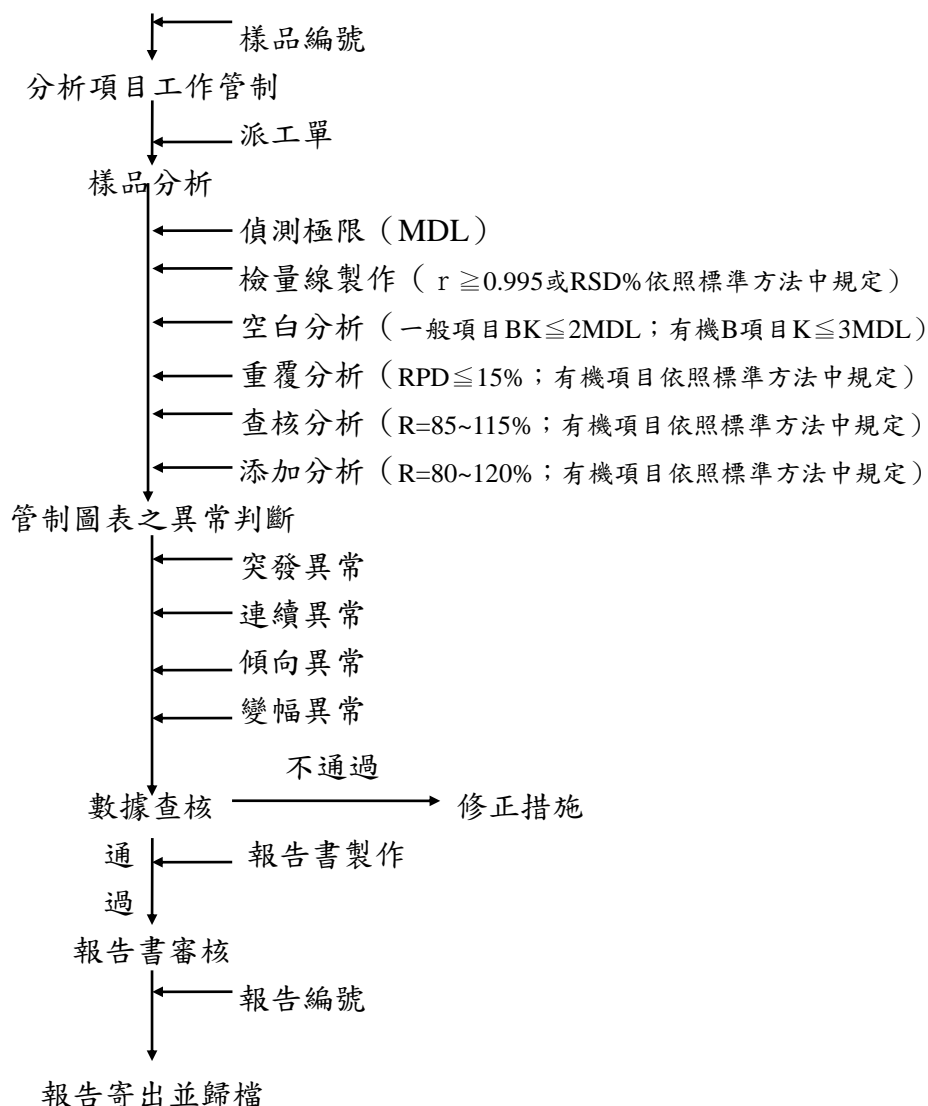 樣品編號
分析項目工作管制
派工單
樣品分析
偵測極限（MDL）
檢量線製作（ r ≧0.995或RSD%依照標準方法中規定）
空白分析（一般項目BK≦2MDL；有機B項目K≦3MDL）
重覆分析（RPD≦15%；有機項目依照標準方法中規定）
查核分析（R=85~115%；有機項目依照標準方法中規定）
添加分析（R=80~120%；有機項目依照標準方法中規定）
管制圖表之異常判斷
突發異常
連續異常
傾向異常
變幅異常
不通過
數據查核
修正措施
通過
報告書製作
報告書審核
報告編號
報告寄出並歸檔